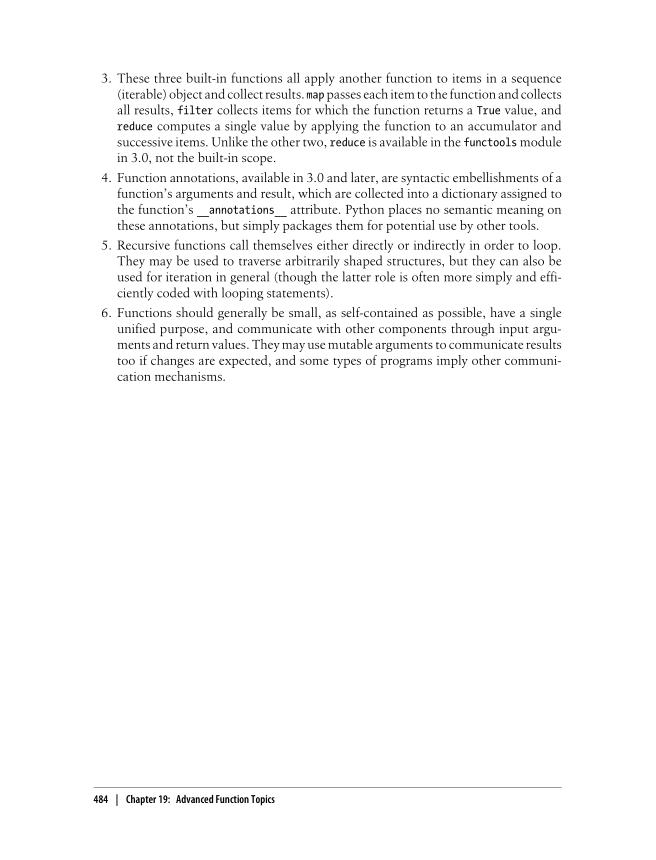 3. These three built-in functions all apply another function to items in a sequence
(iterable) object and collect results. map passes each item to the function and collects
all results, filter collects items for which the function returns a True value, and
reduce computes a single value by applying the function to an accumulator and
successive items. Unlike the other two, reduce is available in the functools module
in 3.0, not the built-in scope.
4. Function annotations, available in 3.0 and later, are syntactic embellishments of a
function’s arguments and result, which are collected into a dictionary assigned to
the function’s __annotations__ attribute. Python places no semantic meaning on
these annotations, but simply packages them for potential use by other tools.
5. Recursive functions call themselves either directly or indirectly in order to loop.
They may be used to traverse arbitrarily shaped structures, but they can also be
used for iteration in general (though the latter role is often more simply and effi-
ciently coded with looping statements).
6. Functions should generally be small, as self-contained as possible, have a single
unified purpose, and communicate with other components through input argu-
ments and return values. They may use mutable arguments to communicate results
too if changes are expected, and some types of programs imply other communi-
cation mechanisms.
484 | Chapter 19: Advanced Function Topics